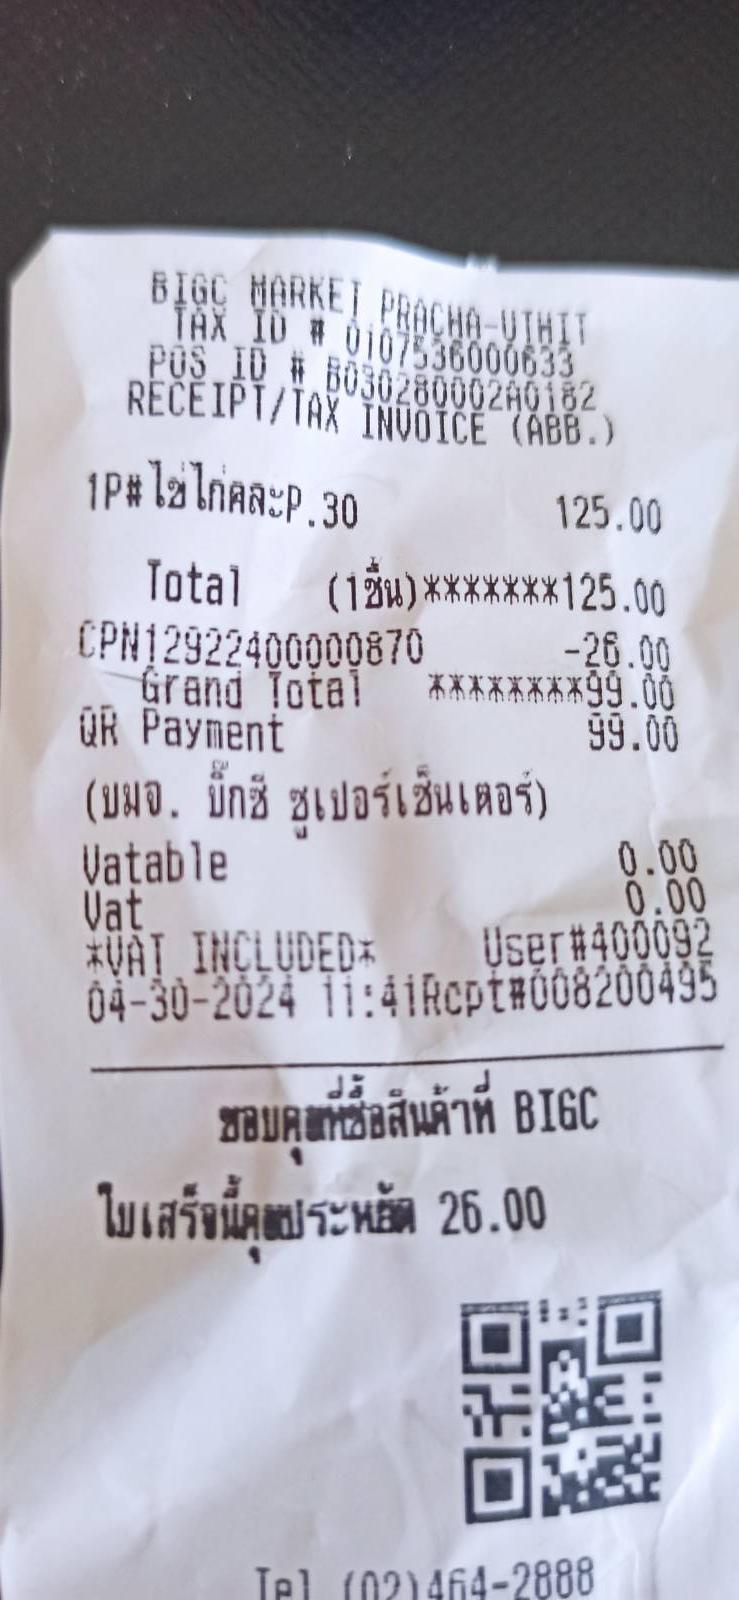 BIGC MARKET PRACHA-UTHIT
TAX ID # 0107536000633
POS ID # B030280002A0182
RECEIPT/TAX INVOICE (ABB.)
1P#ไข่ไก่คละP.30 125.00
Total (1ชิ้น)*******125.00
CPN12922400000870 -26.00
Grand Total ********99.00
QR Payment 99.00
(บมจ. บิ๊กซี ซูเปอร์เซ็นเตอร์)
Vatable 0.00
Vat 0.00
*VAT INCLUDED* User#400092
04-30-2024 11:41Rcpt#008200495
ขอบคุณที่ซื้อสินค้าที่ BIGC
ใบเสร็จนี้คุณประหยัด 26.00
Tel (02)464-2888